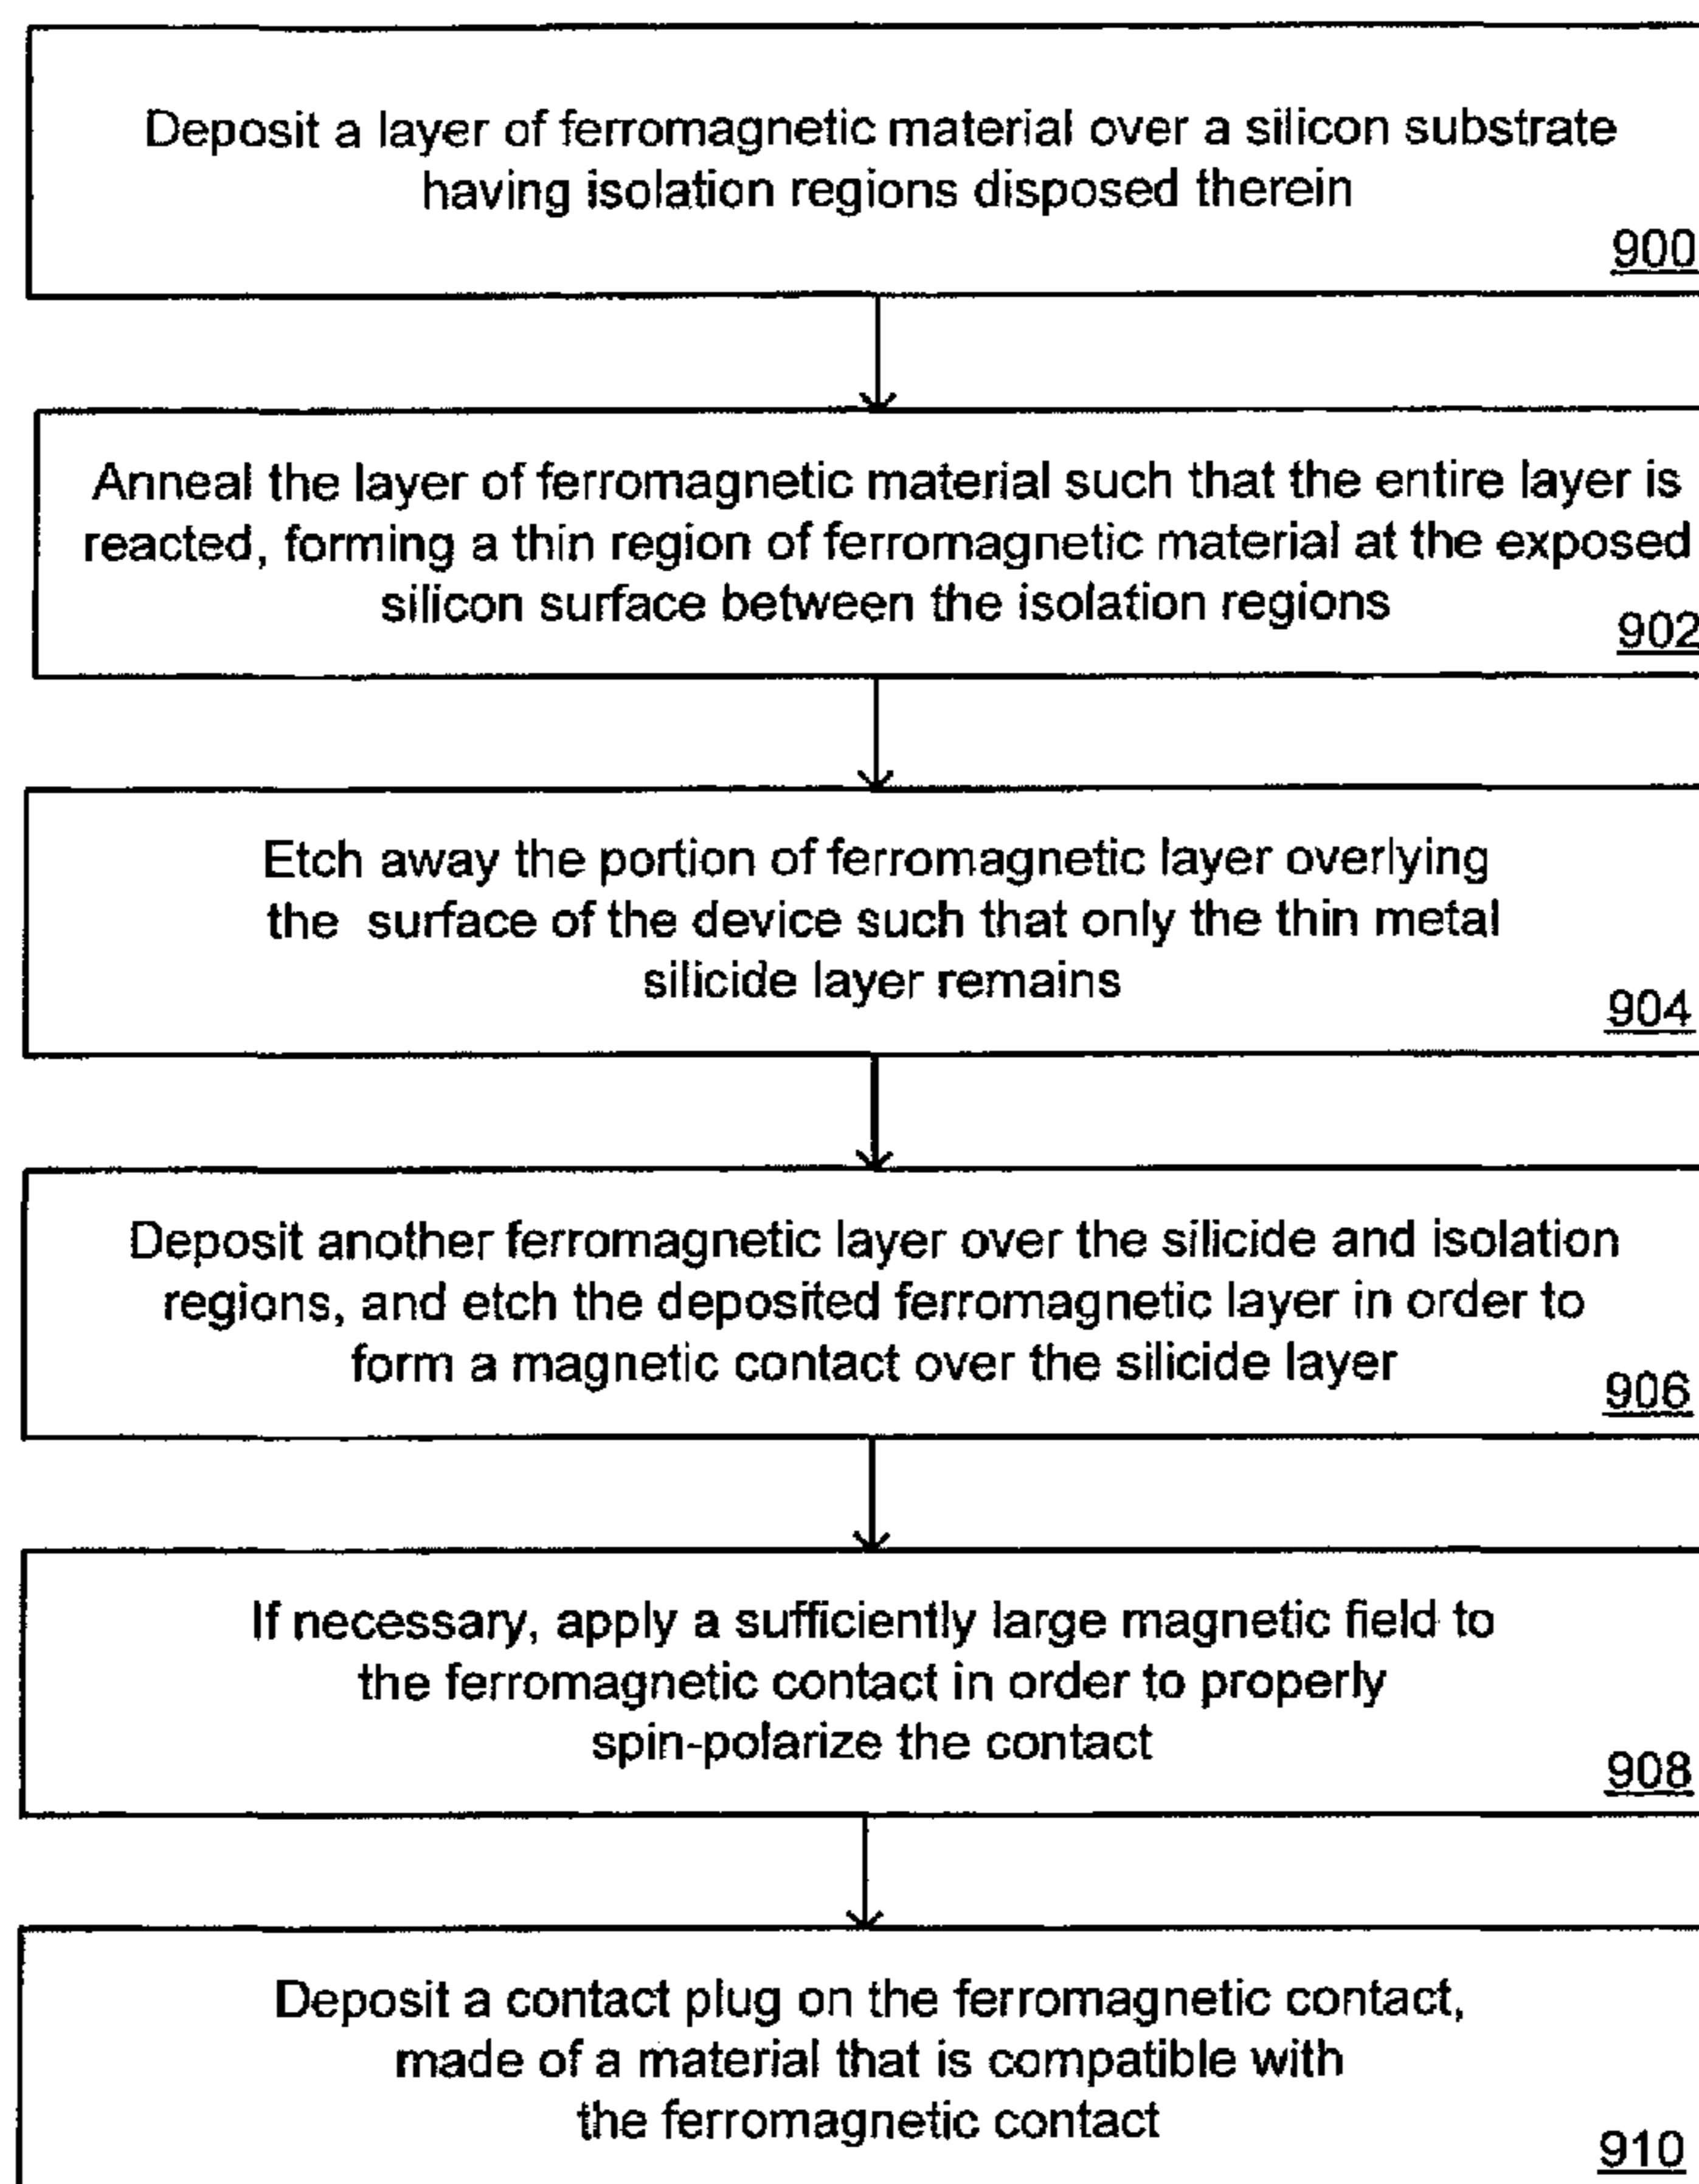 Deposit a layer of ferromagnetic material over a silicon substrate
having isolation regions disposed therein
900
Anneal the layer of ferromagnetic material such that the entire layer is
reacted, forming a thin region of ferromagnetic material at the exposed
silicon surface between the isolation regions
902
Etch away the portion of ferromagnetic layer overlying
the surface of the device such that only the thin metal
silicide layer remains
904
Deposit another ferromagnetic layer over the silicide and isolation
regions, and etch the deposited ferromagnetic layer in order to
form a magnetic contact over the silicide layer
906
If necessary, apply a sufficiently large magnetic field to
the ferromagnetic contact in order to properly
spin-polarize the contact
908
Deposit a contact plug on the ferromagnetic contact,
made of a material that is compatible with
the ferromagnetic contact
910